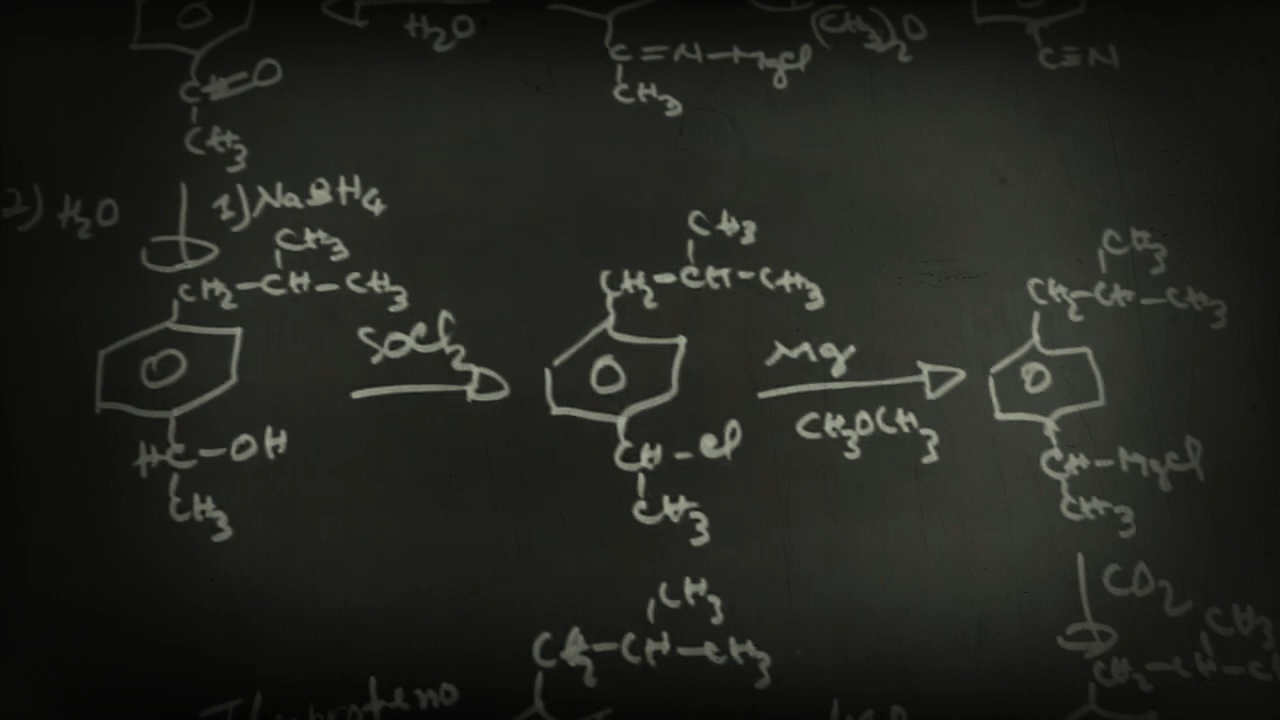 H₂O
(CH₃)₂O
C=O
C=N-MgCl
C≡N
CH₃
CH₃
2) H₂O
1) NaBH₄
CH₃
CH₃
CH₃
CH₂-CH-CH₃
CH₂-CH-CH₃
CH₂-CH-CH₃
SOCl₂
Mg
CH₃OCH₃
HC-OH
CH-Cl
CH-MgCl
CH₃
CH₃
CH₃
CO₂
CH₃
CH₃
CH₂-CH-CH₃
CH₂-CH-C